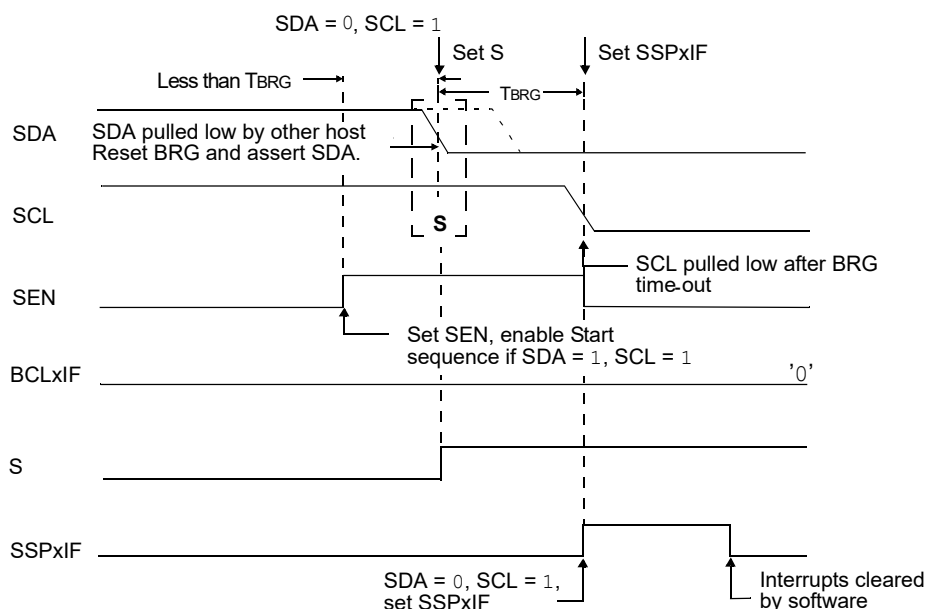 SDA = 0, SCL = 1
Set S
Set SSPxIF
Less than TBRG
TBRG
SDA
SDA pulled low by other host
Reset BRG and assert SDA.
SCL
S
SCL pulled low after BRG
time-out
SEN
Set SEN, enable Start
sequence if SDA = 1, SCL = 1
BCLxIF
'0'
S
SSPxIF
SDA = 0, SCL = 1,
set SSPxIF
Interrupts cleared
by software